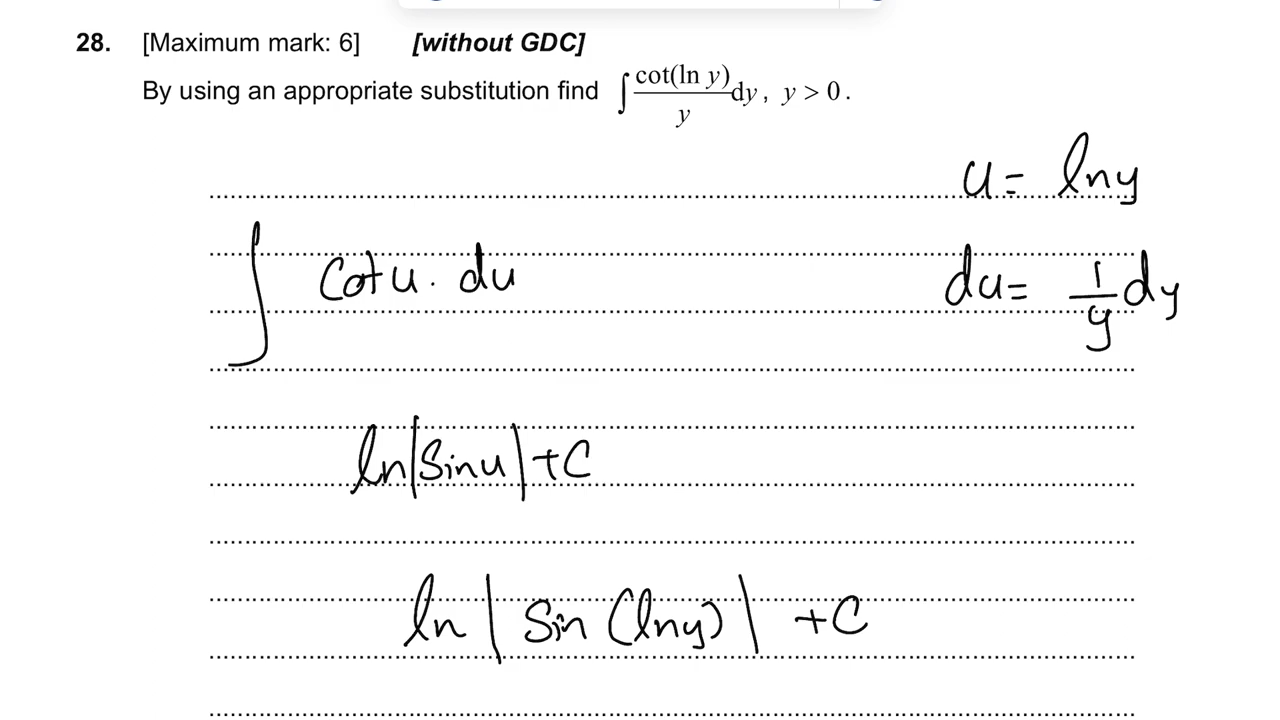 28. [Maximum mark: 6] [without GDC]
By using an appropriate substitution find ∫ cot(ln y)/y dy, y > 0.
u = ln y
∫ cot u . du
du = 1/y dy
ln|sin u| + C
ln | sin (ln y) | + C